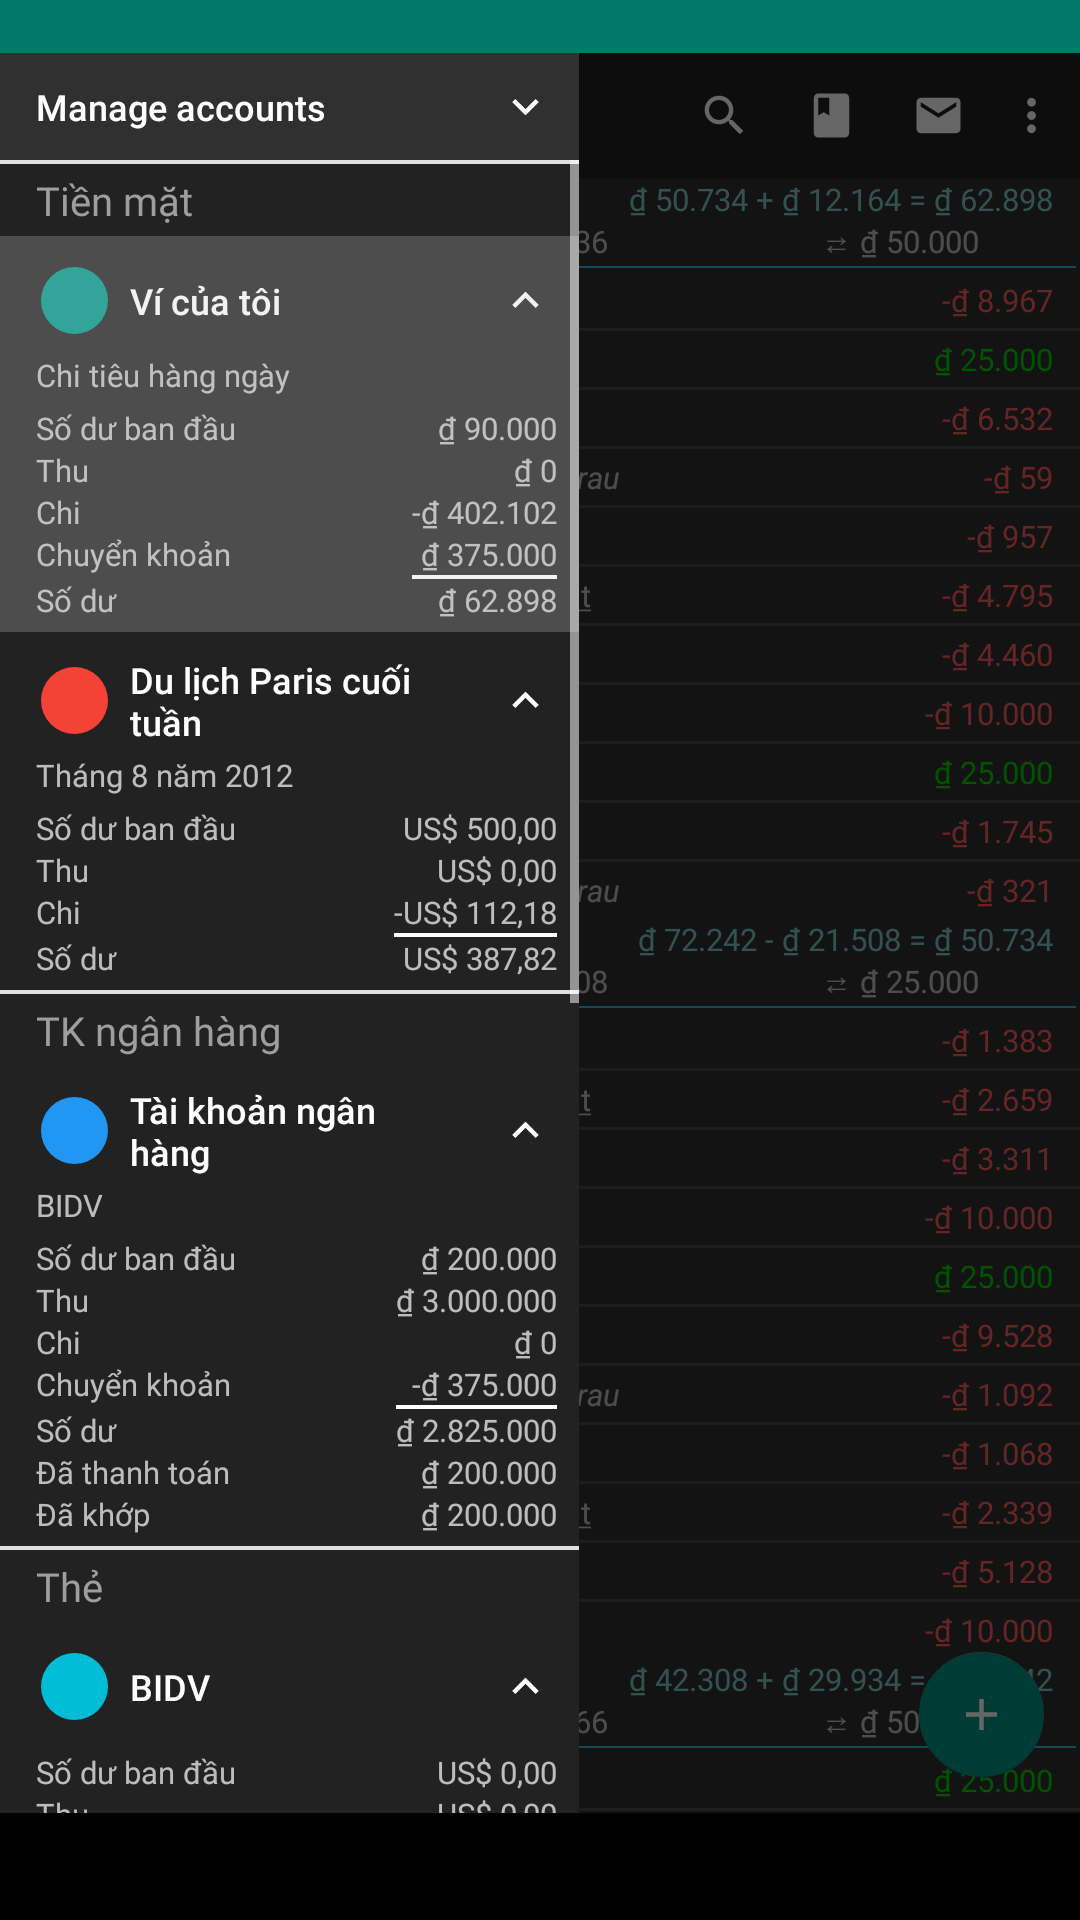 Manage accounts
Tiền mặt
Ví của tôi
Chi tiêu hàng ngày
Số dư ban đầu ₫ 90.000
Thu ₫ 0
Chi -₫ 402.102
Chuyển khoản ₫ 375.000
Số dư ₫ 62.898
Du lịch Paris cuối
tuần
Tháng 8 năm 2012
Số dư ban đầu US$ 500,00
Thu US$ 0,00
Chi -US$ 112,18
Số dư US$ 387,82
TK ngân hàng
Tài khoản ngân
hàng
BIDV
Số dư ban đầu ₫ 200.000
Thu ₫ 3.000.000
Chi ₫ 0
Chuyển khoản -₫ 375.000
Số dư ₫ 2.825.000
Đã thanh toán ₫ 200.000
Đã khớp ₫ 200.000
Thẻ
BIDV
Số dư ban đầu US$ 0,00
Thu US$ 0,00
₫ 50.734 + ₫ 12.164 = ₫ 62.898
36 ⇄ ₫ 50.000
-₫ 8.967
₫ 25.000
-₫ 6.532
rau -₫ 59
-₫ 957
t -₫ 4.795
-₫ 4.460
-₫ 10.000
₫ 25.000
-₫ 1.745
rau -₫ 321
₫ 72.242 - ₫ 21.508 = ₫ 50.734
08 ⇄ ₫ 25.000
-₫ 1.383
t -₫ 2.659
-₫ 3.311
-₫ 10.000
₫ 25.000
-₫ 9.528
rau -₫ 1.092
-₫ 1.068
t -₫ 2.339
-₫ 5.128
-₫ 10.000
₫ 42.308 + ₫ 29.934 = 42
66 ⇄ ₫ 50
₫ 25.000